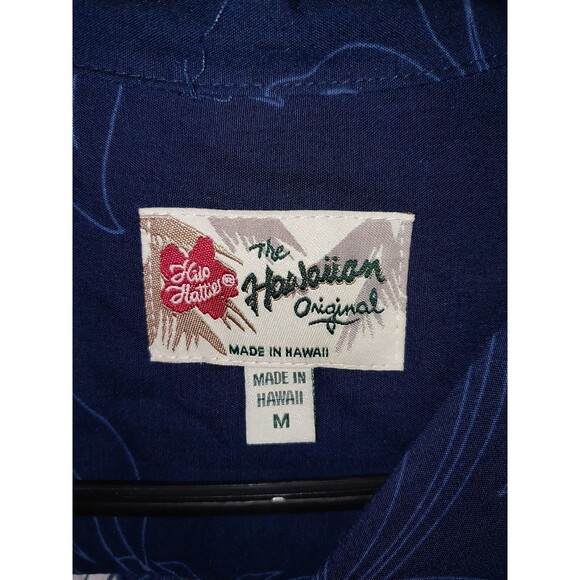 Hilo
Hattie®
The
Hawaiian
Original
MADE IN HAWAII
MADE IN
HAWAII
M